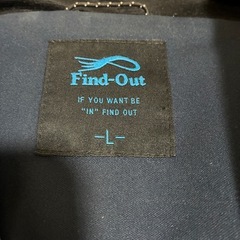 Find-Out
IF YOU WANT BE
"IN" FIND OUT
-L-